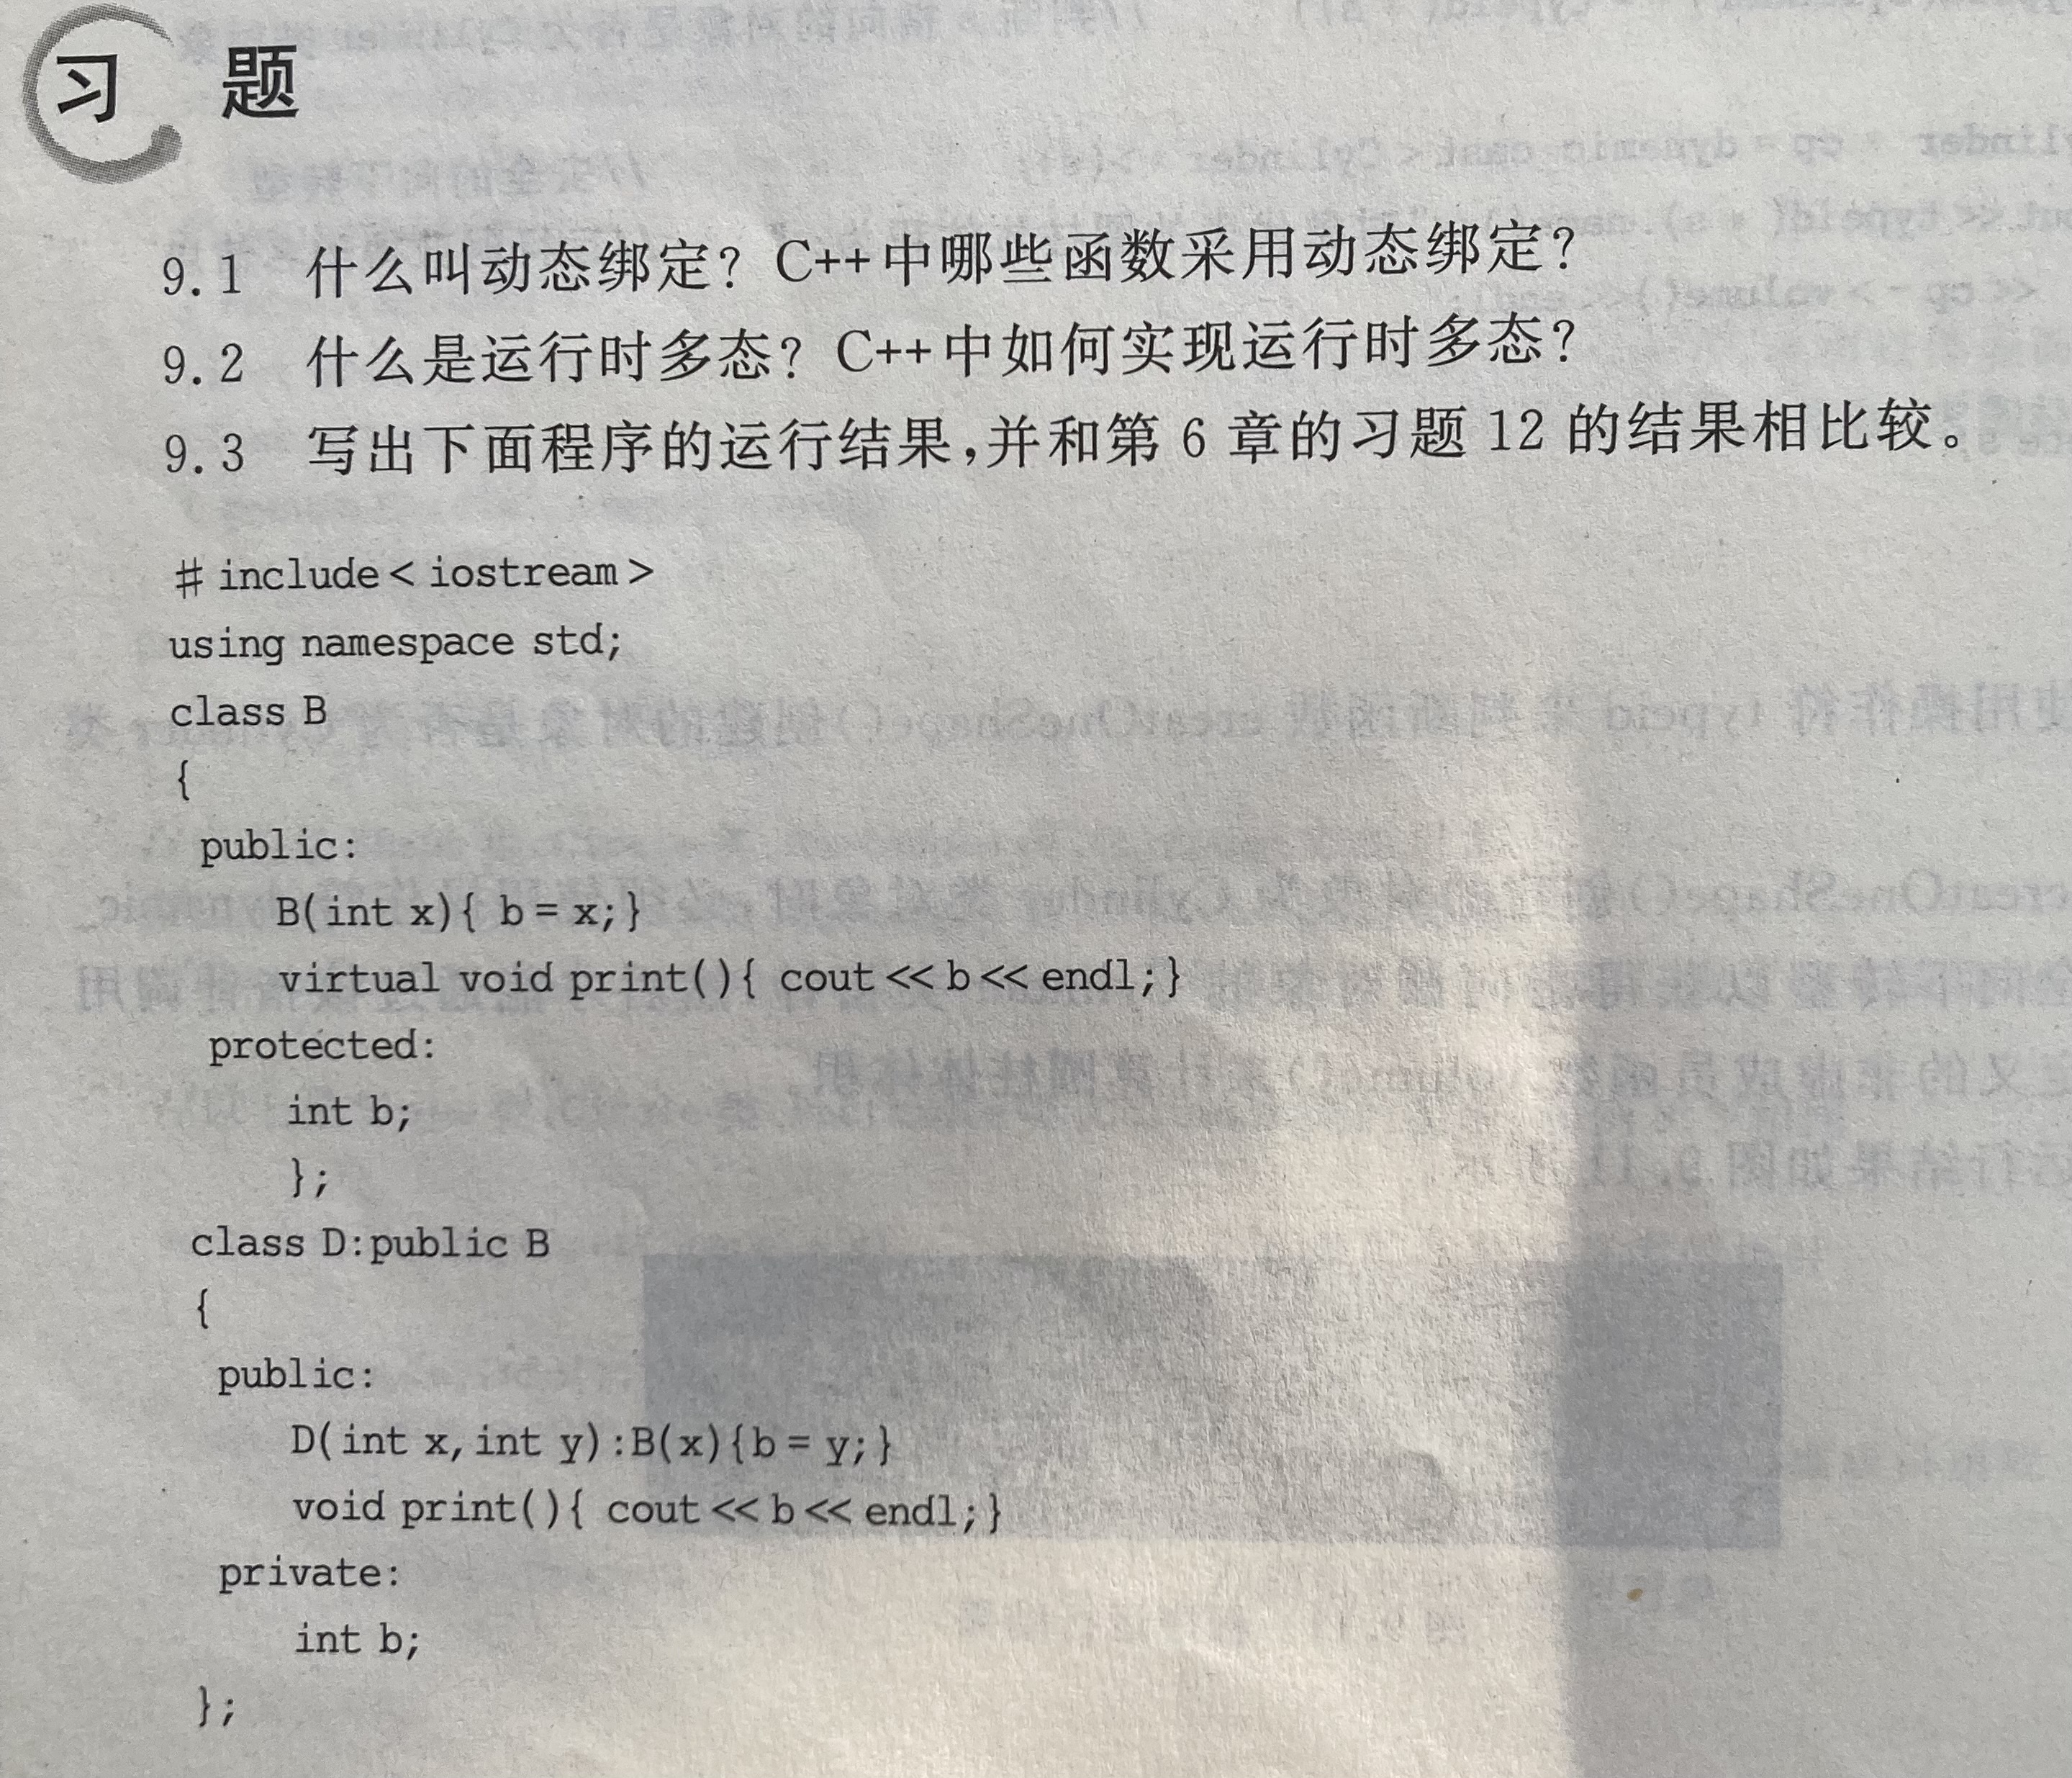 习 题
9.1 什么叫动态绑定？C++中哪些函数采用动态绑定？
9.2 什么是运行时多态？C++中如何实现运行时多态？
9.3 写出下面程序的运行结果，并和第 6 章的习题 12 的结果相比较。
# include< iostream >
using namespace std;
class B
{
public:
B(int x){ b = x;}
virtual void print(){ cout << b << endl;}
protected:
int b;
};
class D:public B
{
public:
D(int x,int y):B(x){b = y;}
void print(){ cout << b << endl;}
private:
int b;
};